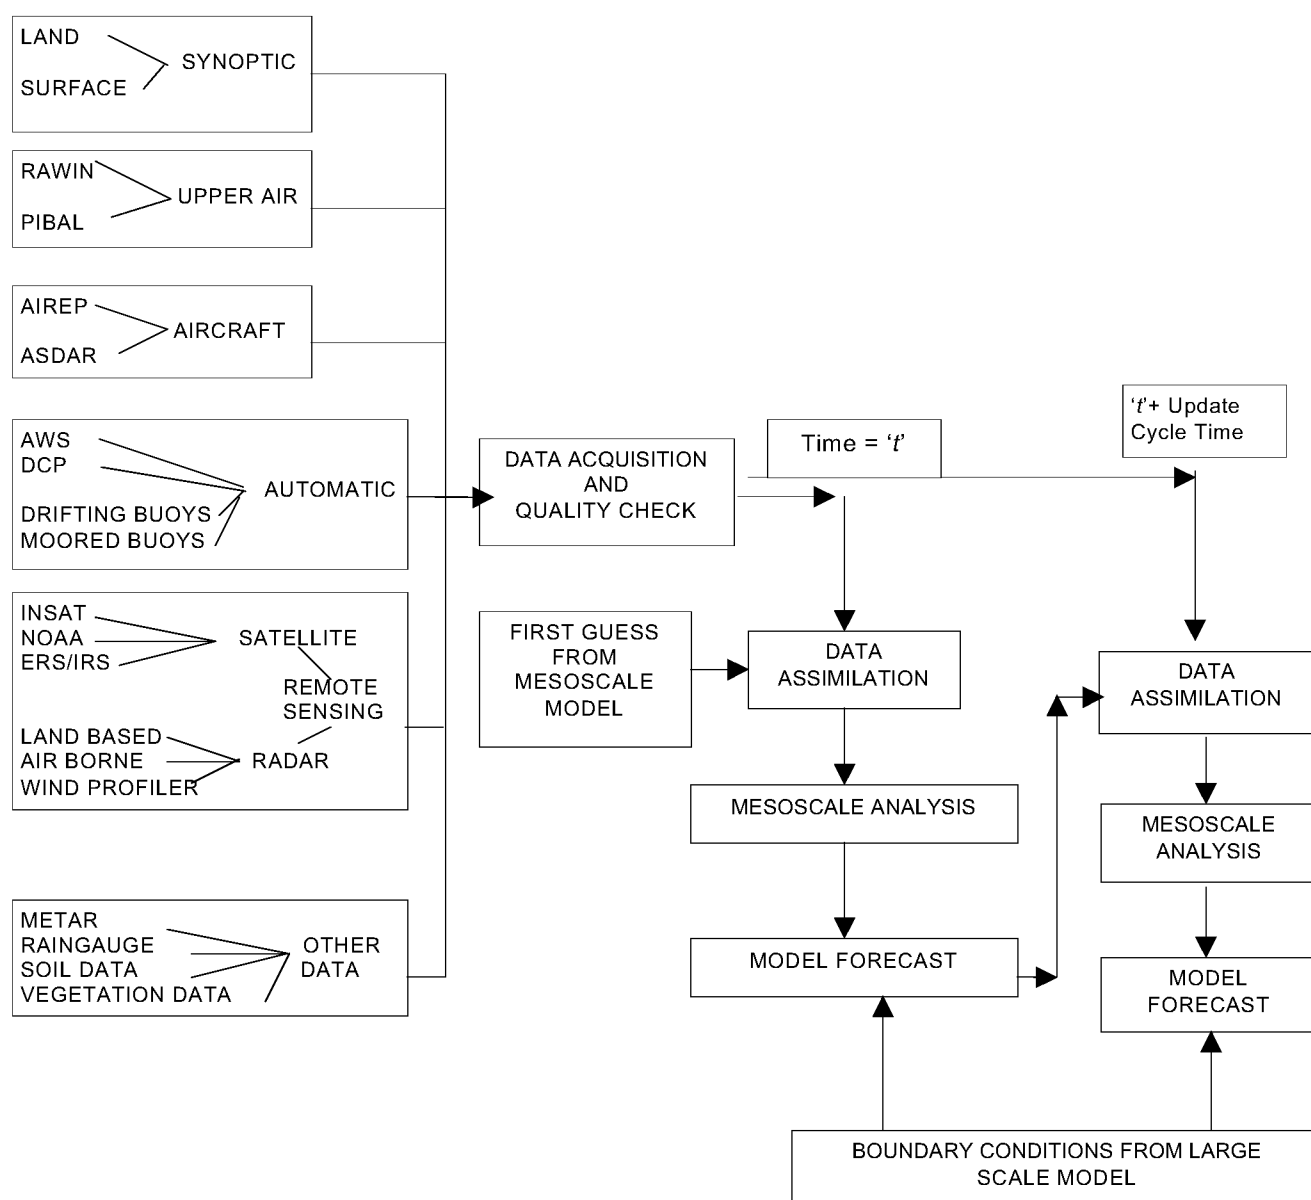 LAND
SYNOPTIC
SURFACE
RAWIN
UPPER AIR
PIBAL
AIREP
AIRCRAFT
ASDAR
AWS
DCP
AUTOMATIC
DRIFTING BUOYS
MOORED BUOYS
INSAT
NOAA
ERS/IRS
SATELLITE
REMOTE
SENSING
LAND BASED
AIR BORNE
WIND PROFILER
RADAR
METAR
RAINGAUGE
SOIL DATA
VEGETATION DATA
OTHER
DATA
DATA ACQUISITION
AND
QUALITY CHECK
Time = ‘t’
‘t’+ Update
Cycle Time
FIRST GUESS
FROM
MESOSCALE
MODEL
DATA
ASSIMILATION
MESOSCALE ANALYSIS
MODEL FORECAST
DATA
ASSIMILATION
MESOSCALE
ANALYSIS
MODEL
FORECAST
BOUNDARY CONDITIONS FROM LARGE
SCALE MODEL